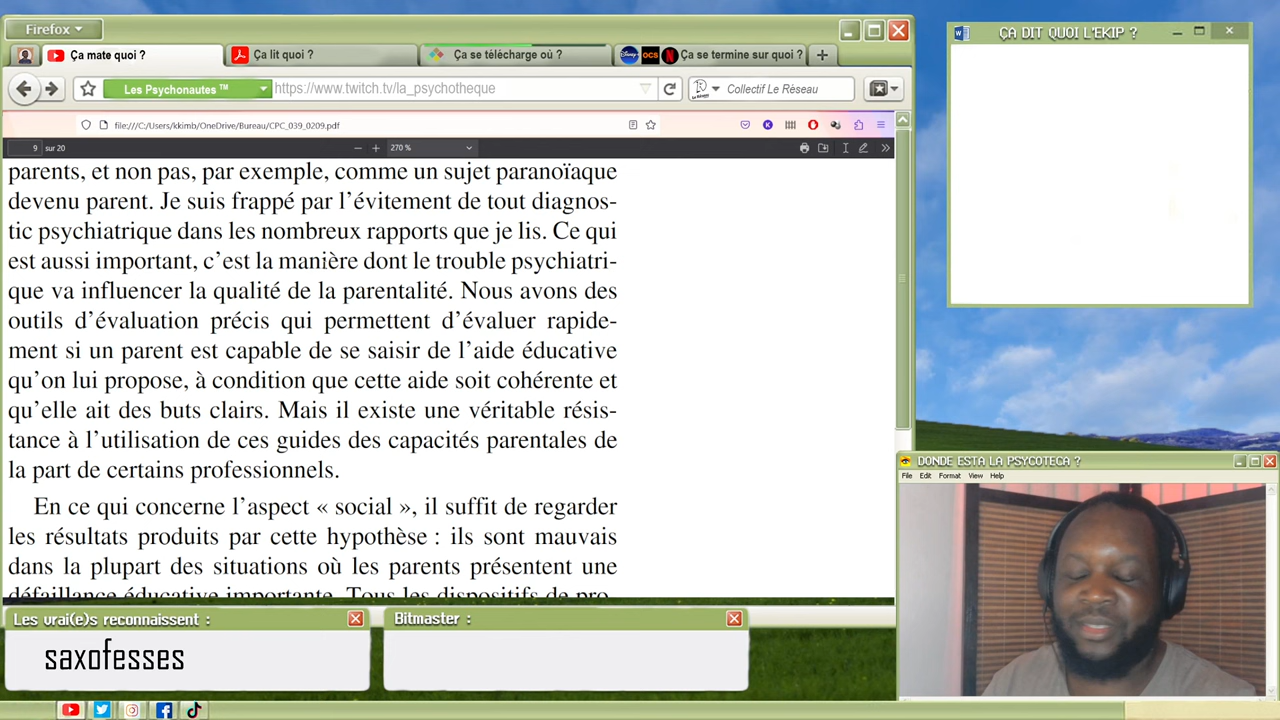 Firefox
ÇA DIT QUOI L'EKIP ?
Ça mate quoi ?
Ça lit quoi ?
Ça se télécharge où ?
Disney+
ocs
N
Ça se termine sur quoi ?
Les Psychonautes ™
https://www.twitch.tv/la_psychotheque
Collectif Le Réseau
file:///C:/Users/kkimb/OneDrive/Bureau/CPC_039_0209.pdf
9 sur 20
270 %
parents, et non pas, par exemple, comme un sujet paranoïaque
devenu parent. Je suis frappé par l'évitement de tout diagnos-
tic psychiatrique dans les nombreux rapports que je lis. Ce qui
est aussi important, c'est la manière dont le trouble psychiatri-
que va influencer la qualité de la parentalité. Nous avons des
outils d'évaluation précis qui permettent d'évaluer rapide-
ment si un parent est capable de se saisir de l'aide éducative
qu'on lui propose, à condition que cette aide soit cohérente et
qu'elle ait des buts clairs. Mais il existe une véritable résis-
tance à l'utilisation de ces guides des capacités parentales de
la part de certains professionnels.
En ce qui concerne l'aspect « social », il suffit de regarder
les résultats produits par cette hypothèse : ils sont mauvais
dans la plupart des situations où les parents présentent une
défaillance éducative importante. Tous les dispositifs de pro-
DONDE ESTA LA PSYCOTECA ?
File Edit Format View Help
Les vrai(e)s reconnaissent :
saxofesses
Bitmaster :